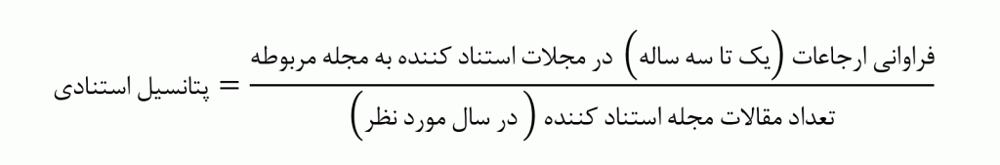 فراوانی ارجاعات (یک تا سه ساله) در مجلات استناد کننده به مجله مربوطه
پتانسیل استنادی =
تعداد مقالات مجله استناد کننده (در سال مورد نظر)